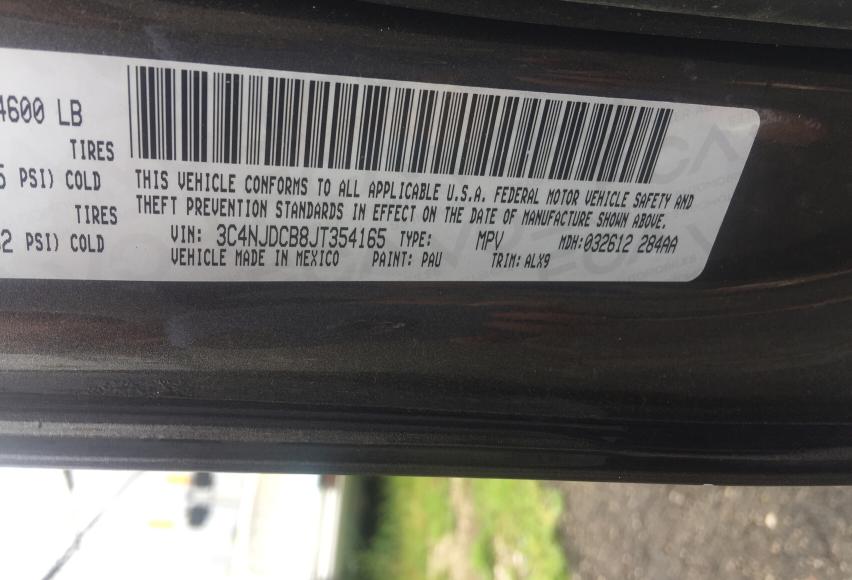 4600 LB
TIRES
5 PSI) COLD
TIRES
2 PSI) COLD
THIS VEHICLE CONFORMS TO ALL APPLICABLE U.S.A. FEDERAL MOTOR VEHICLE SAFETY AND
THEFT PREVENTION STANDARDS IN EFFECT ON THE DATE OF MANUFACTURE SHOWN ABOVE.
VIN: 3C4NJDCB8JT354165 TYPE: MPV MDH:032612 284AA
VEHICLE MADE IN MEXICO PAINT: PAU TRIM: ALX9